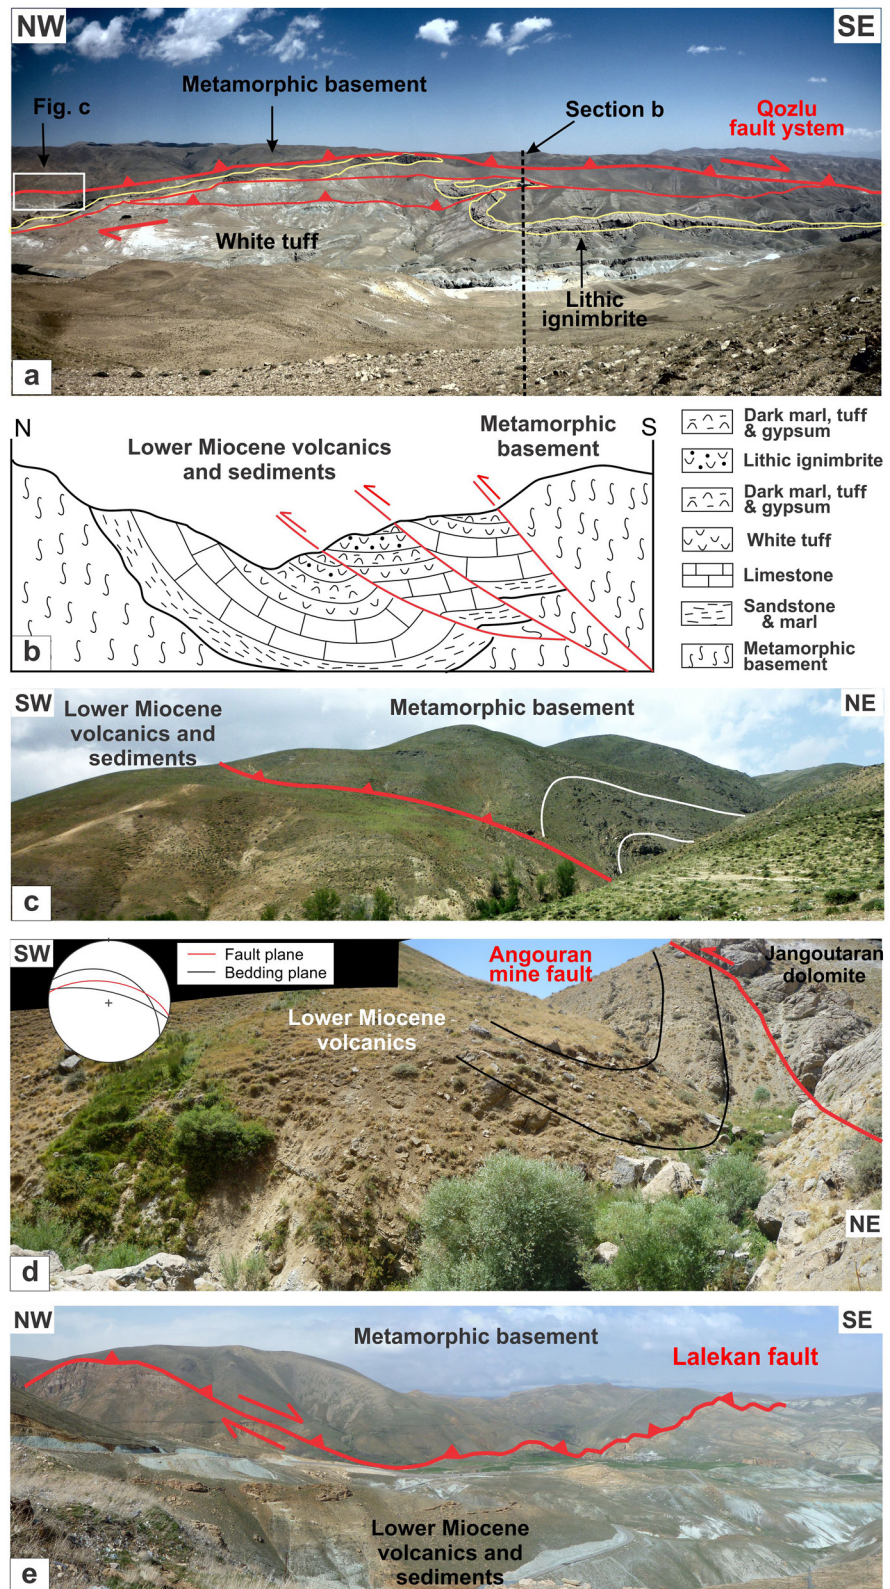 NW
SE
Metamorphic basement
Fig. c
Section b
Qozlu
fault ystem
White tuff
Lithic
ignimbrite
a
N
S
Lower Miocene volcanics
and sediments
Metamorphic
basement
b
Dark marl, tuff
& gypsum
Lithic ignimbrite
Dark marl, tuff
& gypsum
White tuff
Limestone
Sandstone
& marl
Metamorphic
basement
SW
NE
Lower Miocene
volcanics and
sediments
Metamorphic basement
c
SW
Fault plane
Bedding plane
Angouran
mine fault
Jangoutaran
dolomite
Lower Miocene
volcanics
NE
d
NW
SE
Metamorphic basement
Lalekan fault
Lower Miocene
volcanics and
sediments
e